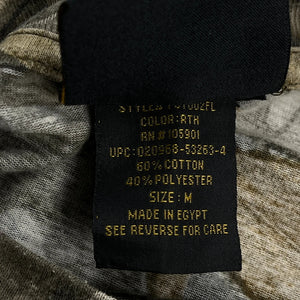 COLOR: RTH
RN# 105901
UPC: 020968-53263-4
60% COTTON
40% POLYESTER
SIZE: M
MADE IN EGYPT
SEE REVERSE FOR CARE